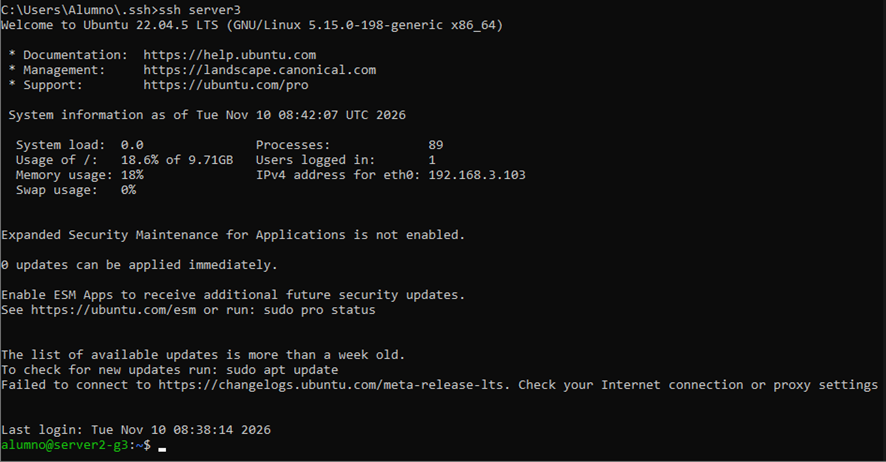 C:\Users\Alumno\.ssh>ssh server3
Welcome to Ubuntu 22.04.5 LTS (GNU/Linux 5.15.0-198-generic x86_64)
* Documentation: https://help.ubuntu.com
* Management: https://landscape.canonical.com
* Support: https://ubuntu.com/pro
System information as of Tue Nov 10 08:42:07 UTC 2026
System load: 0.0 Processes: 89
Usage of /: 18.6% of 9.71GB Users logged in: 1
Memory usage: 18% IPv4 address for eth0: 192.168.3.103
Swap usage: 0%
Expanded Security Maintenance for Applications is not enabled.
0 updates can be applied immediately.
Enable ESM Apps to receive additional future security updates.
See https://ubuntu.com/esm or run: sudo pro status
The list of available updates is more than a week old.
To check for new updates run: sudo apt update
Failed to connect to https://changelogs.ubuntu.com/meta-release-lts. Check your Internet connection or proxy settings
Last login: Tue Nov 10 08:38:14 2026
alumno@server2-g3:~$